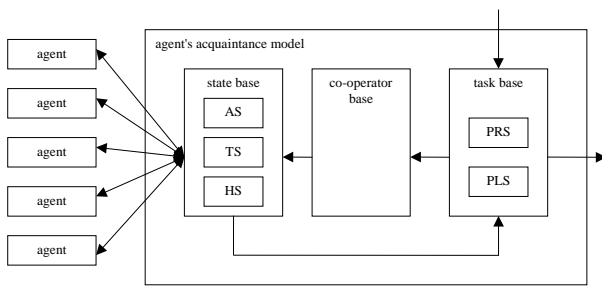 agent's acquaintance model
agent
agent
agent
agent
agent
state base
AS
TS
HS
co-operator
base
task base
PRS
PLS